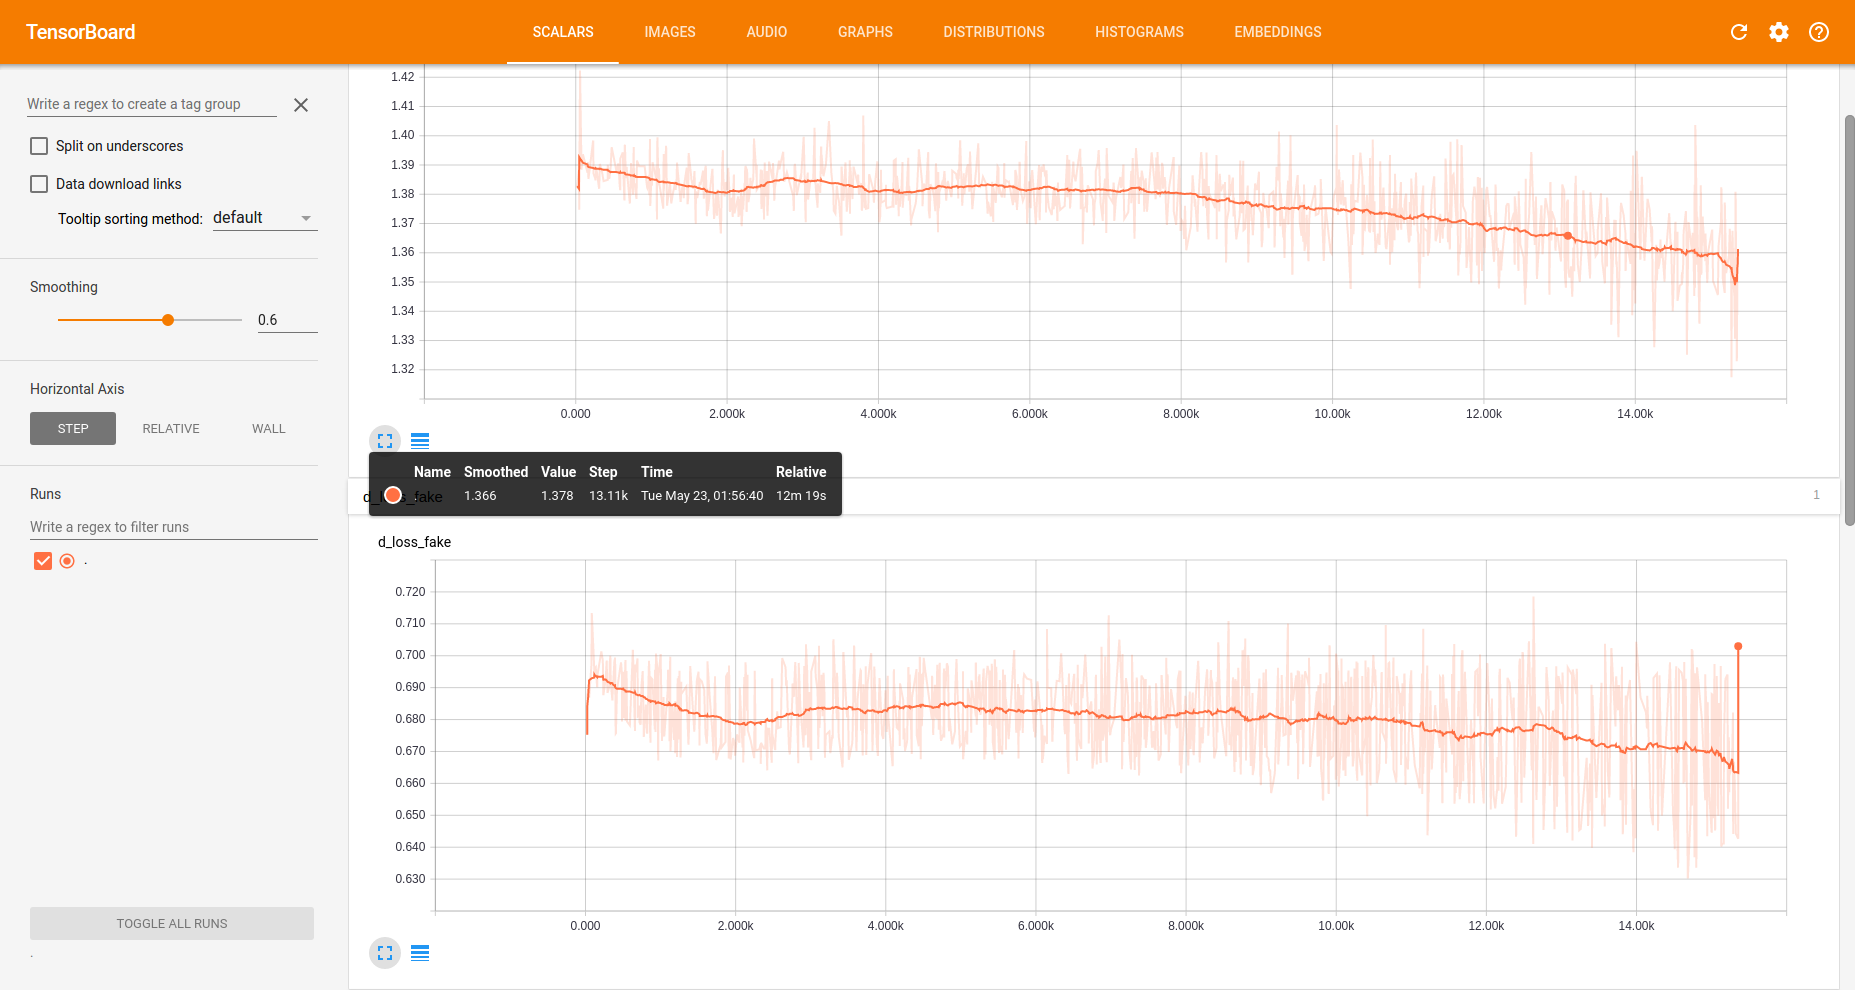 TensorBoard
SCALARS IMAGES AUDIO GRAPHS DISTRIBUTIONS HISTOGRAMS EMBEDDINGS
Write a regex to create a tag group
Split on underscores
Data download links
Tooltip sorting method: default
Smoothing
0.6
Horizontal Axis
STEP RELATIVE WALL
Runs
Write a regex to filter runs
.
TOGGLE ALL RUNS
.
1.42
1.41
1.40
1.39
1.38
1.37
1.36
1.35
1.34
1.33
1.32
0.000 2.000k 4.000k 6.000k 8.000k 10.00k 12.00k 14.00k
Name Smoothed Value Step Time Relative
. 1.366 1.378 13.11k Tue May 23, 01:56:40 12m 19s
d_loss_fake 1
d_loss_fake
0.720
0.710
0.700
0.690
0.680
0.670
0.660
0.650
0.640
0.630
0.000 2.000k 4.000k 6.000k 8.000k 10.00k 12.00k 14.00k